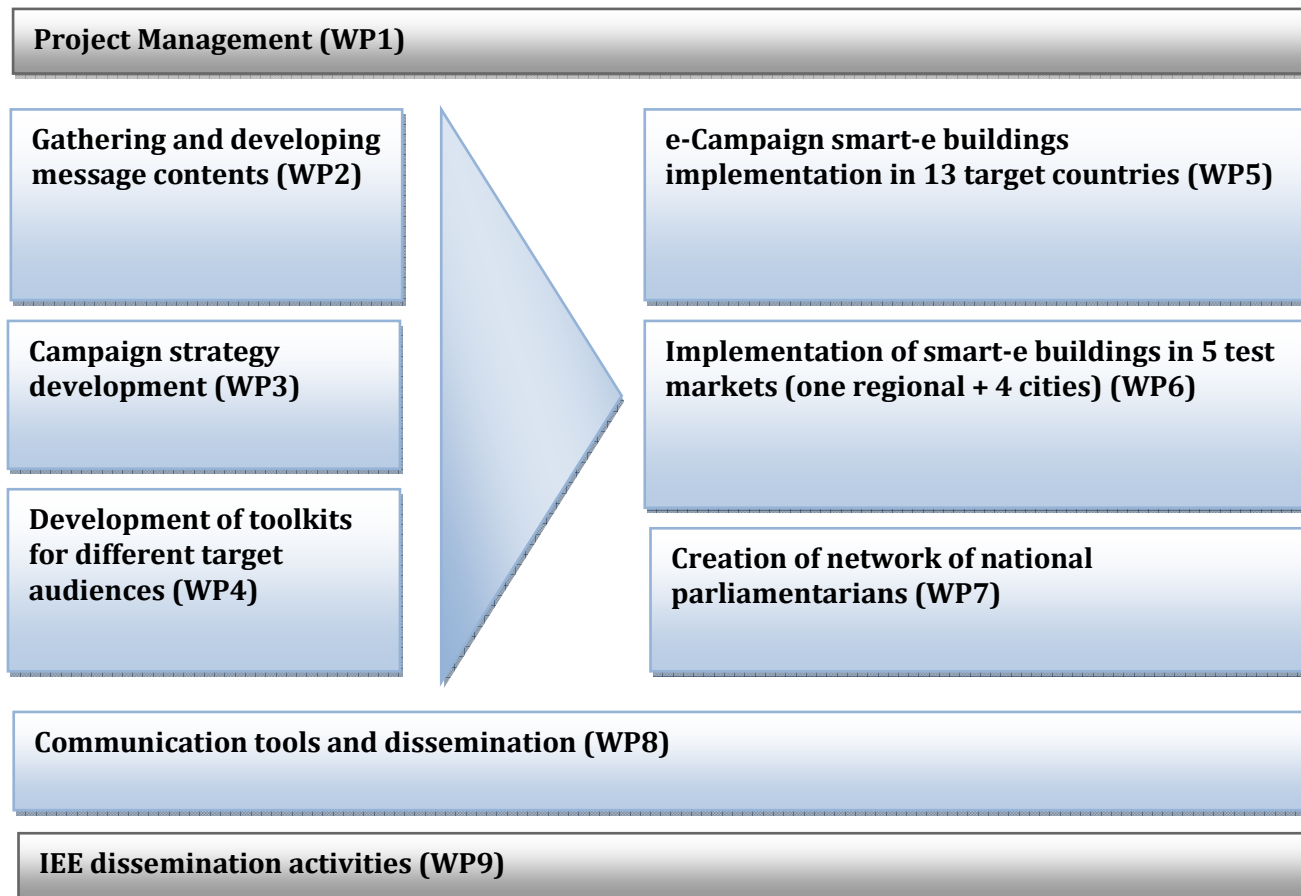 Project Management (WP1)
Gathering and developing
message contents (WP2)
Campaign strategy
development (WP3)
Development of toolkits
for different target
audiences (WP4)
e-Campaign smart-e buildings
implementation in 13 target countries (WP5)
Implementation of smart-e buildings in 5 test
markets (one regional + 4 cities) (WP6)
Creation of network of national
parliamentarians (WP7)
Communication tools and dissemination (WP8)
IEE dissemination activities (WP9)